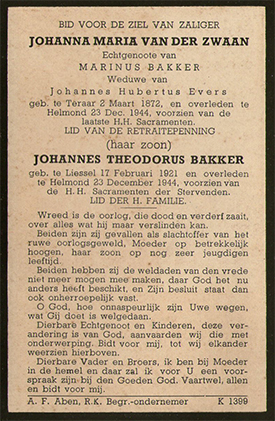 BID VOOR DE ZIEL VAN ZALIGER
JOHANNA MARIA VAN DER ZWAAN
Echtgenoote van
MARINUS BAKKER
Weduwe van
Johannes Hubertus Evers
geb. te Teraar 2 Maart 1872, en overleden te
Helmond 23 Dec. 1944, voorzien van de
laatste H.H. Sacramenten.
LID VAN DE RETRAITEPENNING
(haar zoon)
JOHANNES THEODORUS BAKKER
geb. te Liessel 17 Februari 1921 en overleden
te Helmond 23 December 1944, voorzien van
de H.H. Sacramenten der Stervenden.
LID DER H. FAMILIE.
Wreed is de oorlog, die dood en verderf zaait,
over alles wat hij maar verslinden kan.
Beiden zijn zij gevallen als slachtoffer van het
ruwe oorlogsgeweld, Moeder op betrekkelijk
hoogen, haar zoon op nog zeer jeugdigen
leeftijd.
Beiden hebben zij de weldaden van den vrede
niet meer mogen mee maken, daar God het nu
anders heeft beschikt, en Zijn besluit staat dan
ook onherroepelijk vast.
O God, hoe onnaspeurlijk zijn Uwe wegen,
wat Gij doet is welgedaan.
Dierbare Echtgenoot en Kinderen, deze ver-
wachting is van God, aanvaarden wij die met
onderwerping. Bidt voor mij, tot wij elkander
weerzien hierboven.
Dierbare Vader en Broers, ik ben bij Moeder
in de hemel en daar zal ik voor U een voor-
spraak zijn-bij den Goeden God. Vaartwel, allen
en bidt voor mij.
A. F. Aben, R.K. Begr.-ondernemer K 1399